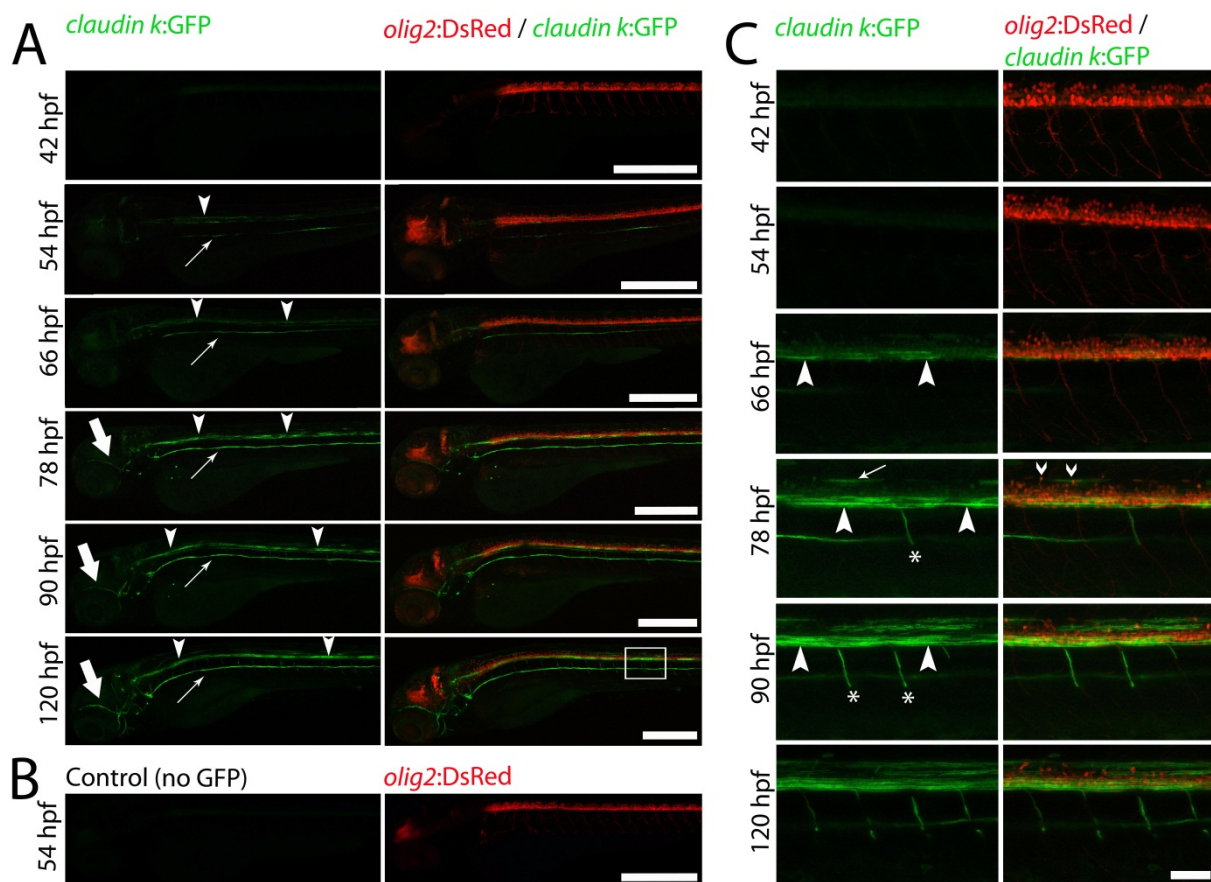 A
claudin k:GFP
olig2:DsRed / claudin k:GFP
42 hpf
54 hpf
66 hpf
78 hpf
90 hpf
120 hpf
B
Control (no GFP)
olig2:DsRed
54 hpf
C
claudin k:GFP
olig2:DsRed /
claudin k:GFP
42 hpf
54 hpf
66 hpf
78 hpf
*
90 hpf
* *
120 hpf